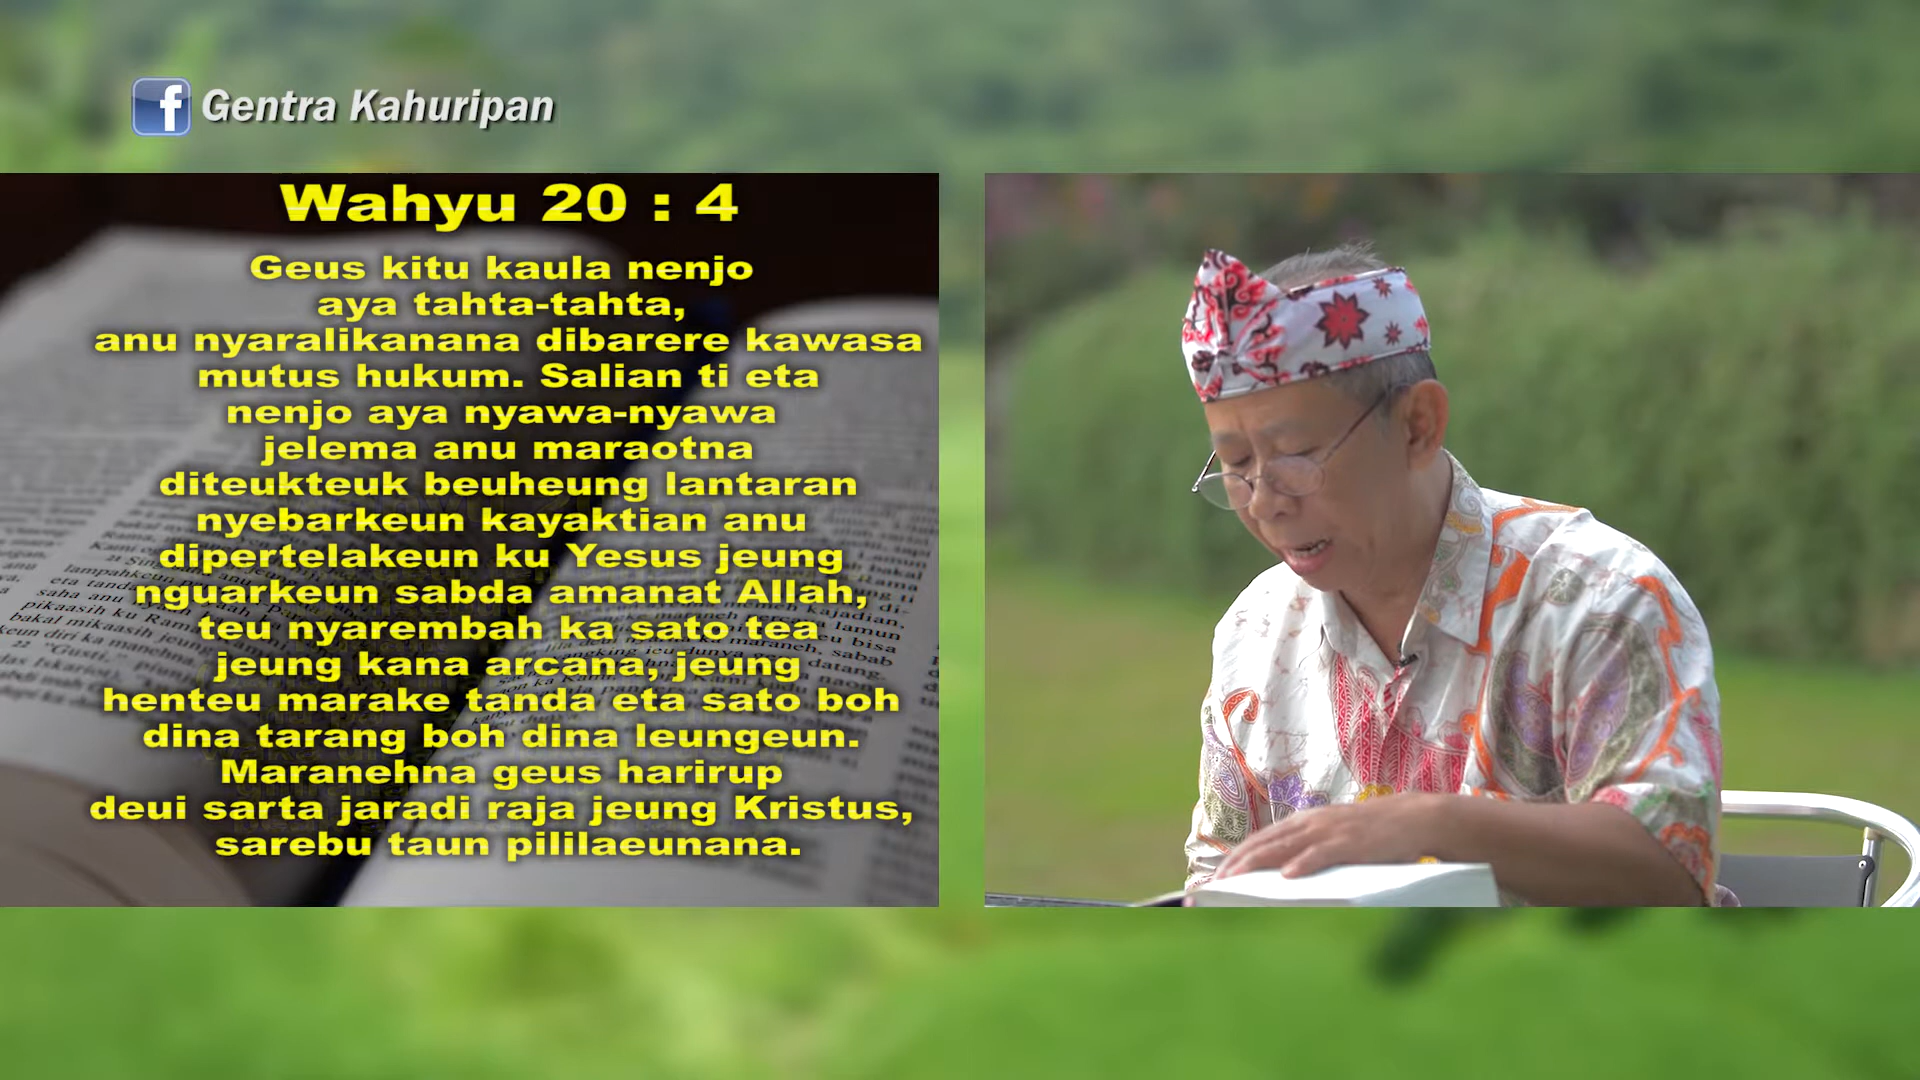 Gentra Kahuripan
Wahyu 20 : 4
Geus kitu kaula nenjo
aya tahta-tahta,
anu nyaralikanana dibarere kawasa
mutus hukum. Salian ti eta
nenjo aya nyawa-nyawa
jelema anu maraotna
diteukteuk beuheung lantaran
nyebarkeun kayaktian anu
dipertelakeun ku Yesus jeung
nguarkeun sabda amanat Allah,
teu nyarembah ka sato tea
jeung kana arcana, jeung
henteu marake tanda eta sato boh
dina tarang boh dina leungeun.
Maranehna geus harirup
deui sarta jaradi raja jeung Kristus,
sarebu taun pililaeunana.